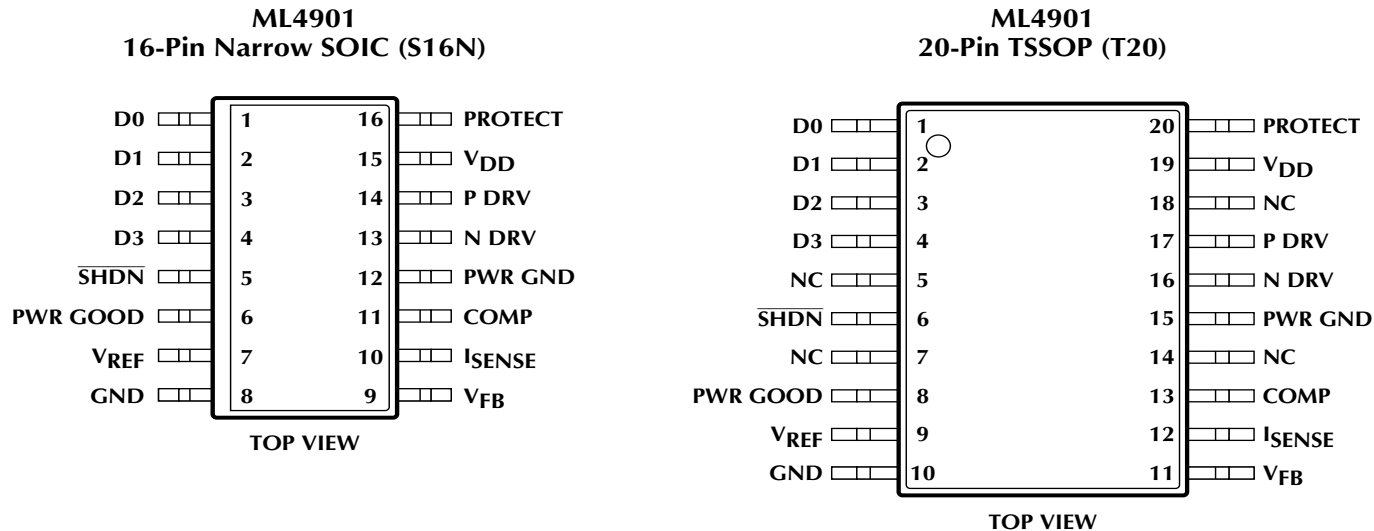 ML4901
16-Pin Narrow SOIC (S16N)
D0 1 16 PROTECT
D1 2 15 VDD
D2 3 14 P DRV
D3 4 13 N DRV
SHDN 5 12 PWR GND
PWR GOOD 6 11 COMP
VREF 7 10 ISENSE
GND 8 9 VFB
TOP VIEW
ML4901
20-Pin TSSOP (T20)
D0 1 20 PROTECT
D1 2 19 VDD
D2 3 18 NC
D3 4 17 P DRV
NC 5 16 N DRV
SHDN 6 15 PWR GND
NC 7 14 NC
PWR GOOD 8 13 COMP
VREF 9 12 ISENSE
GND 10 11 VFB
TOP VIEW